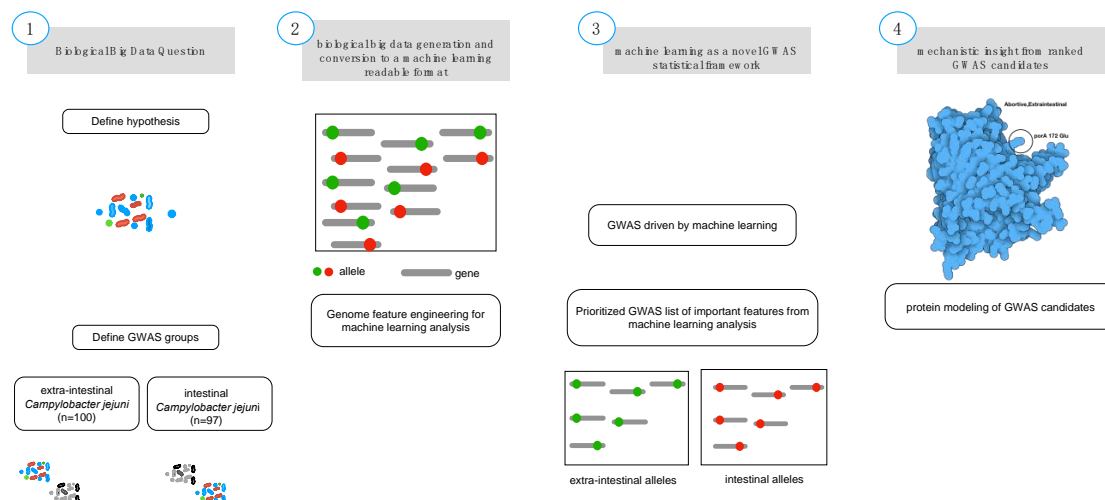 1
Biological Big Data Question
Define hypothesis
Define GWAS groups
extra-intestinal
Campylobacter jejuni
(n=100)
intestinal
Campylobacter jejuni
(n=97)
2
biological big data generation and
conversion to a machine learning
readable format
allele
gene
Genome feature engineering for
machine learning analysis
3
machine learning as a novel GWAS
statistical framework
GWAS driven by machine learning
Prioritized GWAS list of important features from
machine learning analysis
extra-intestinal alleles
intestinal alleles
4
mechanistic insight from ranked
GWAS candidates
Abortive,Extraintestinal
porA 172 Glu
protein modeling of GWAS candidates